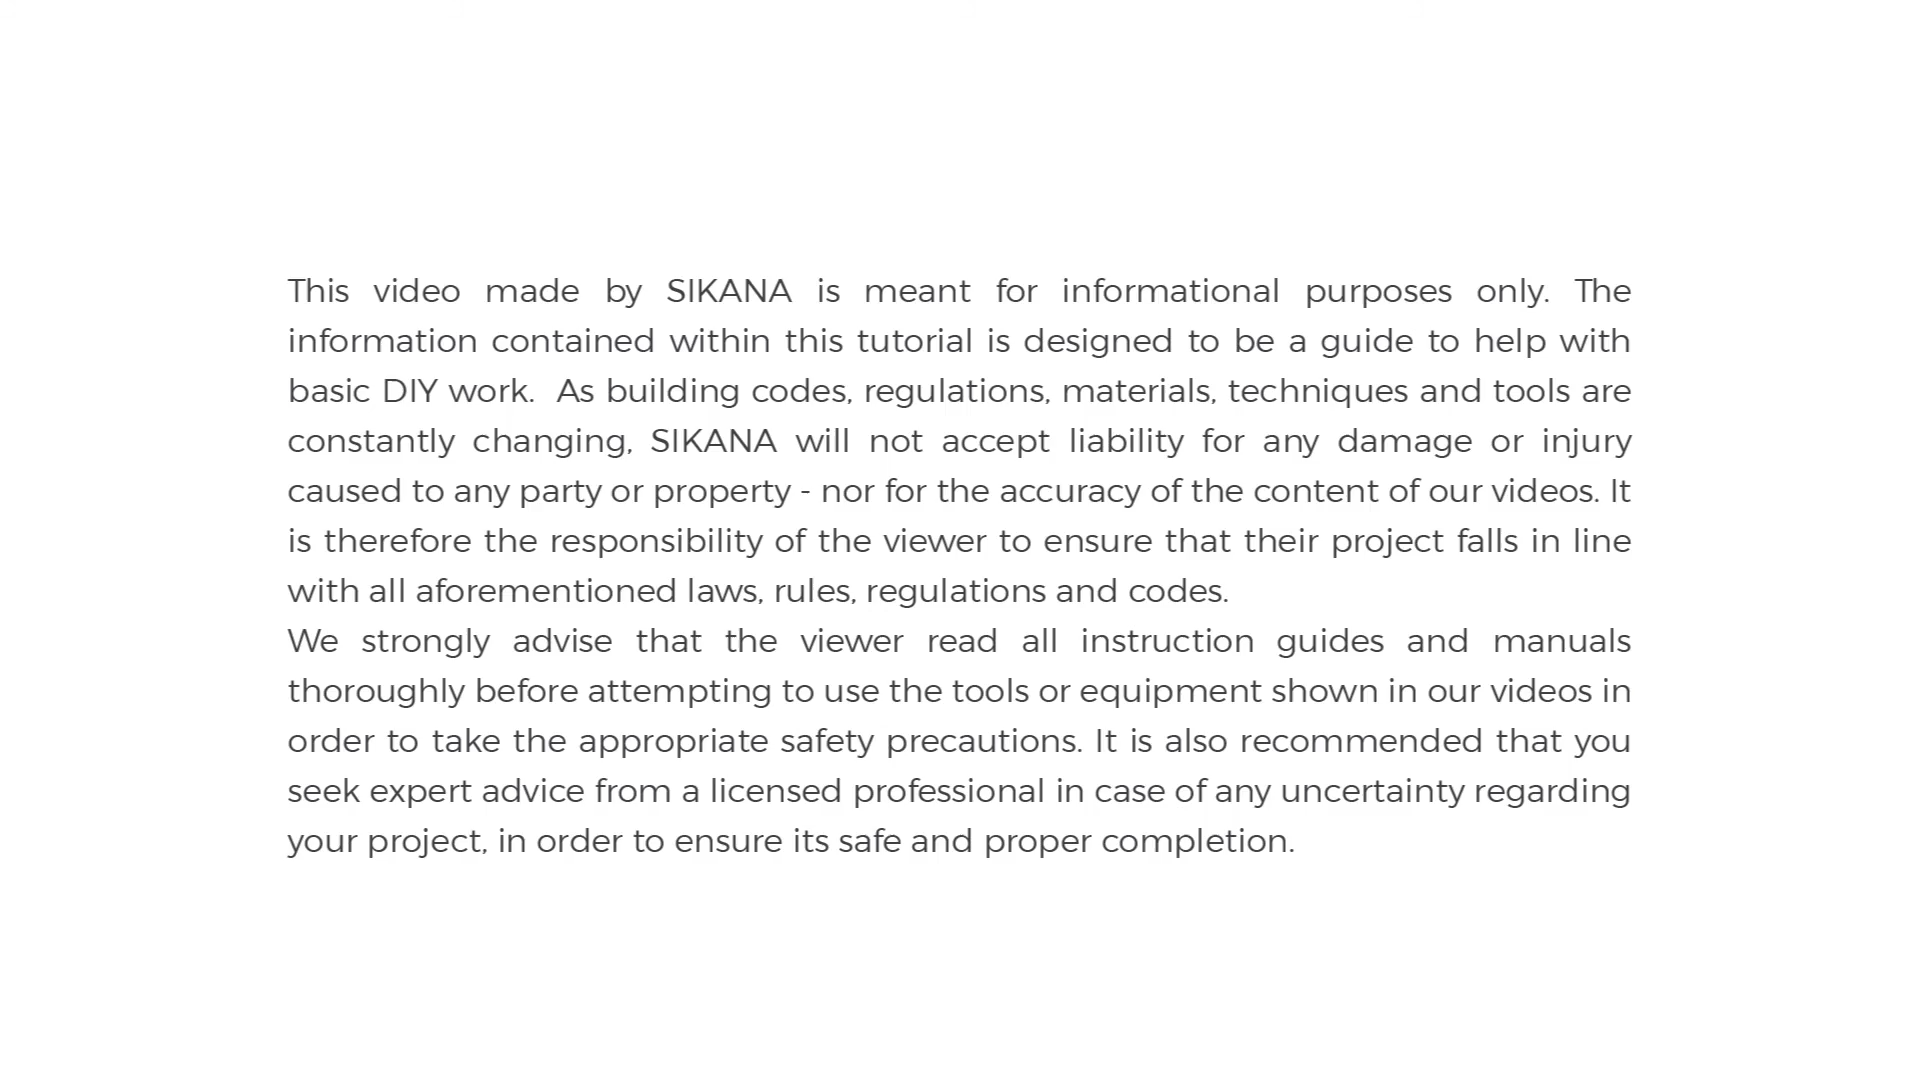 This video made by SIKANA is meant for informational purposes only. The
information contained within this tutorial is designed to be a guide to help with
basic DIY work.  As building codes, regulations, materials, techniques and tools are
constantly changing, SIKANA will not accept liability for any damage or injury
caused to any party or property - nor for the accuracy of the content of our videos. It
is therefore the responsibility of the viewer to ensure that their project falls in line
with all aforementioned laws, rules, regulations and codes.
We strongly advise that the viewer read all instruction guides and manuals
thoroughly before attempting to use the tools or equipment shown in our videos in
order to take the appropriate safety precautions. It is also recommended that you
seek expert advice from a licensed professional in case of any uncertainty regarding
your project, in order to ensure its safe and proper completion.